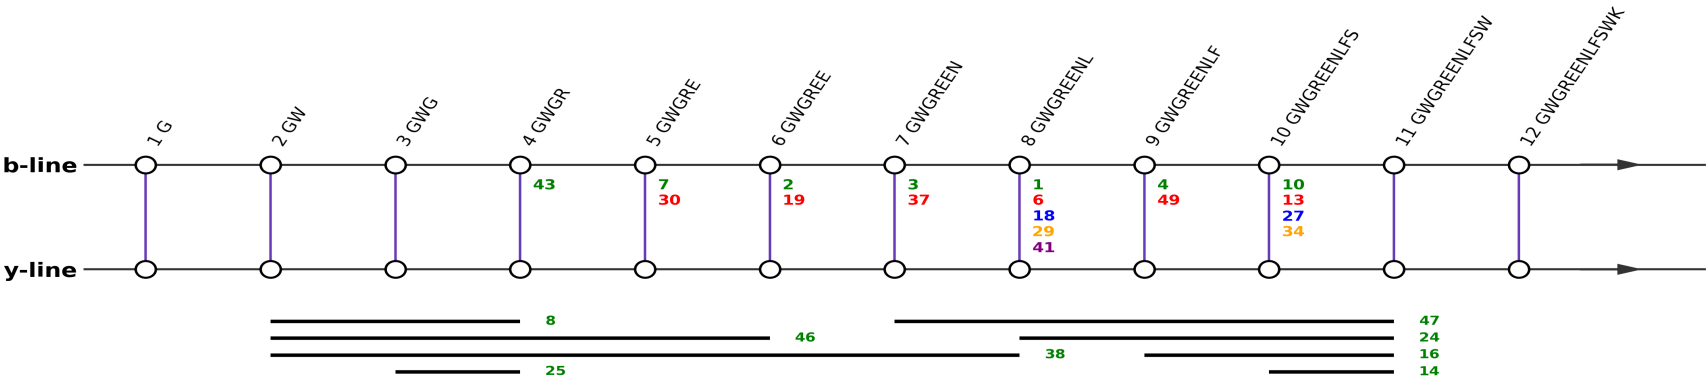 1 G
2 GW
3 GWG
4 GWGR
5 GWGRE
6 GWGREE
7 GWGREEN
8 GWGREENL
9 GWGREENLF
10 GWGREENLFS
11 GWGREENLFSW
12 GWGREENLFSWK
b-line
43 7 2 3 1 4 10
30 19 37 6 49 13
18 27
29 34
41
y-line
8 47
46 24
38 16
25 14